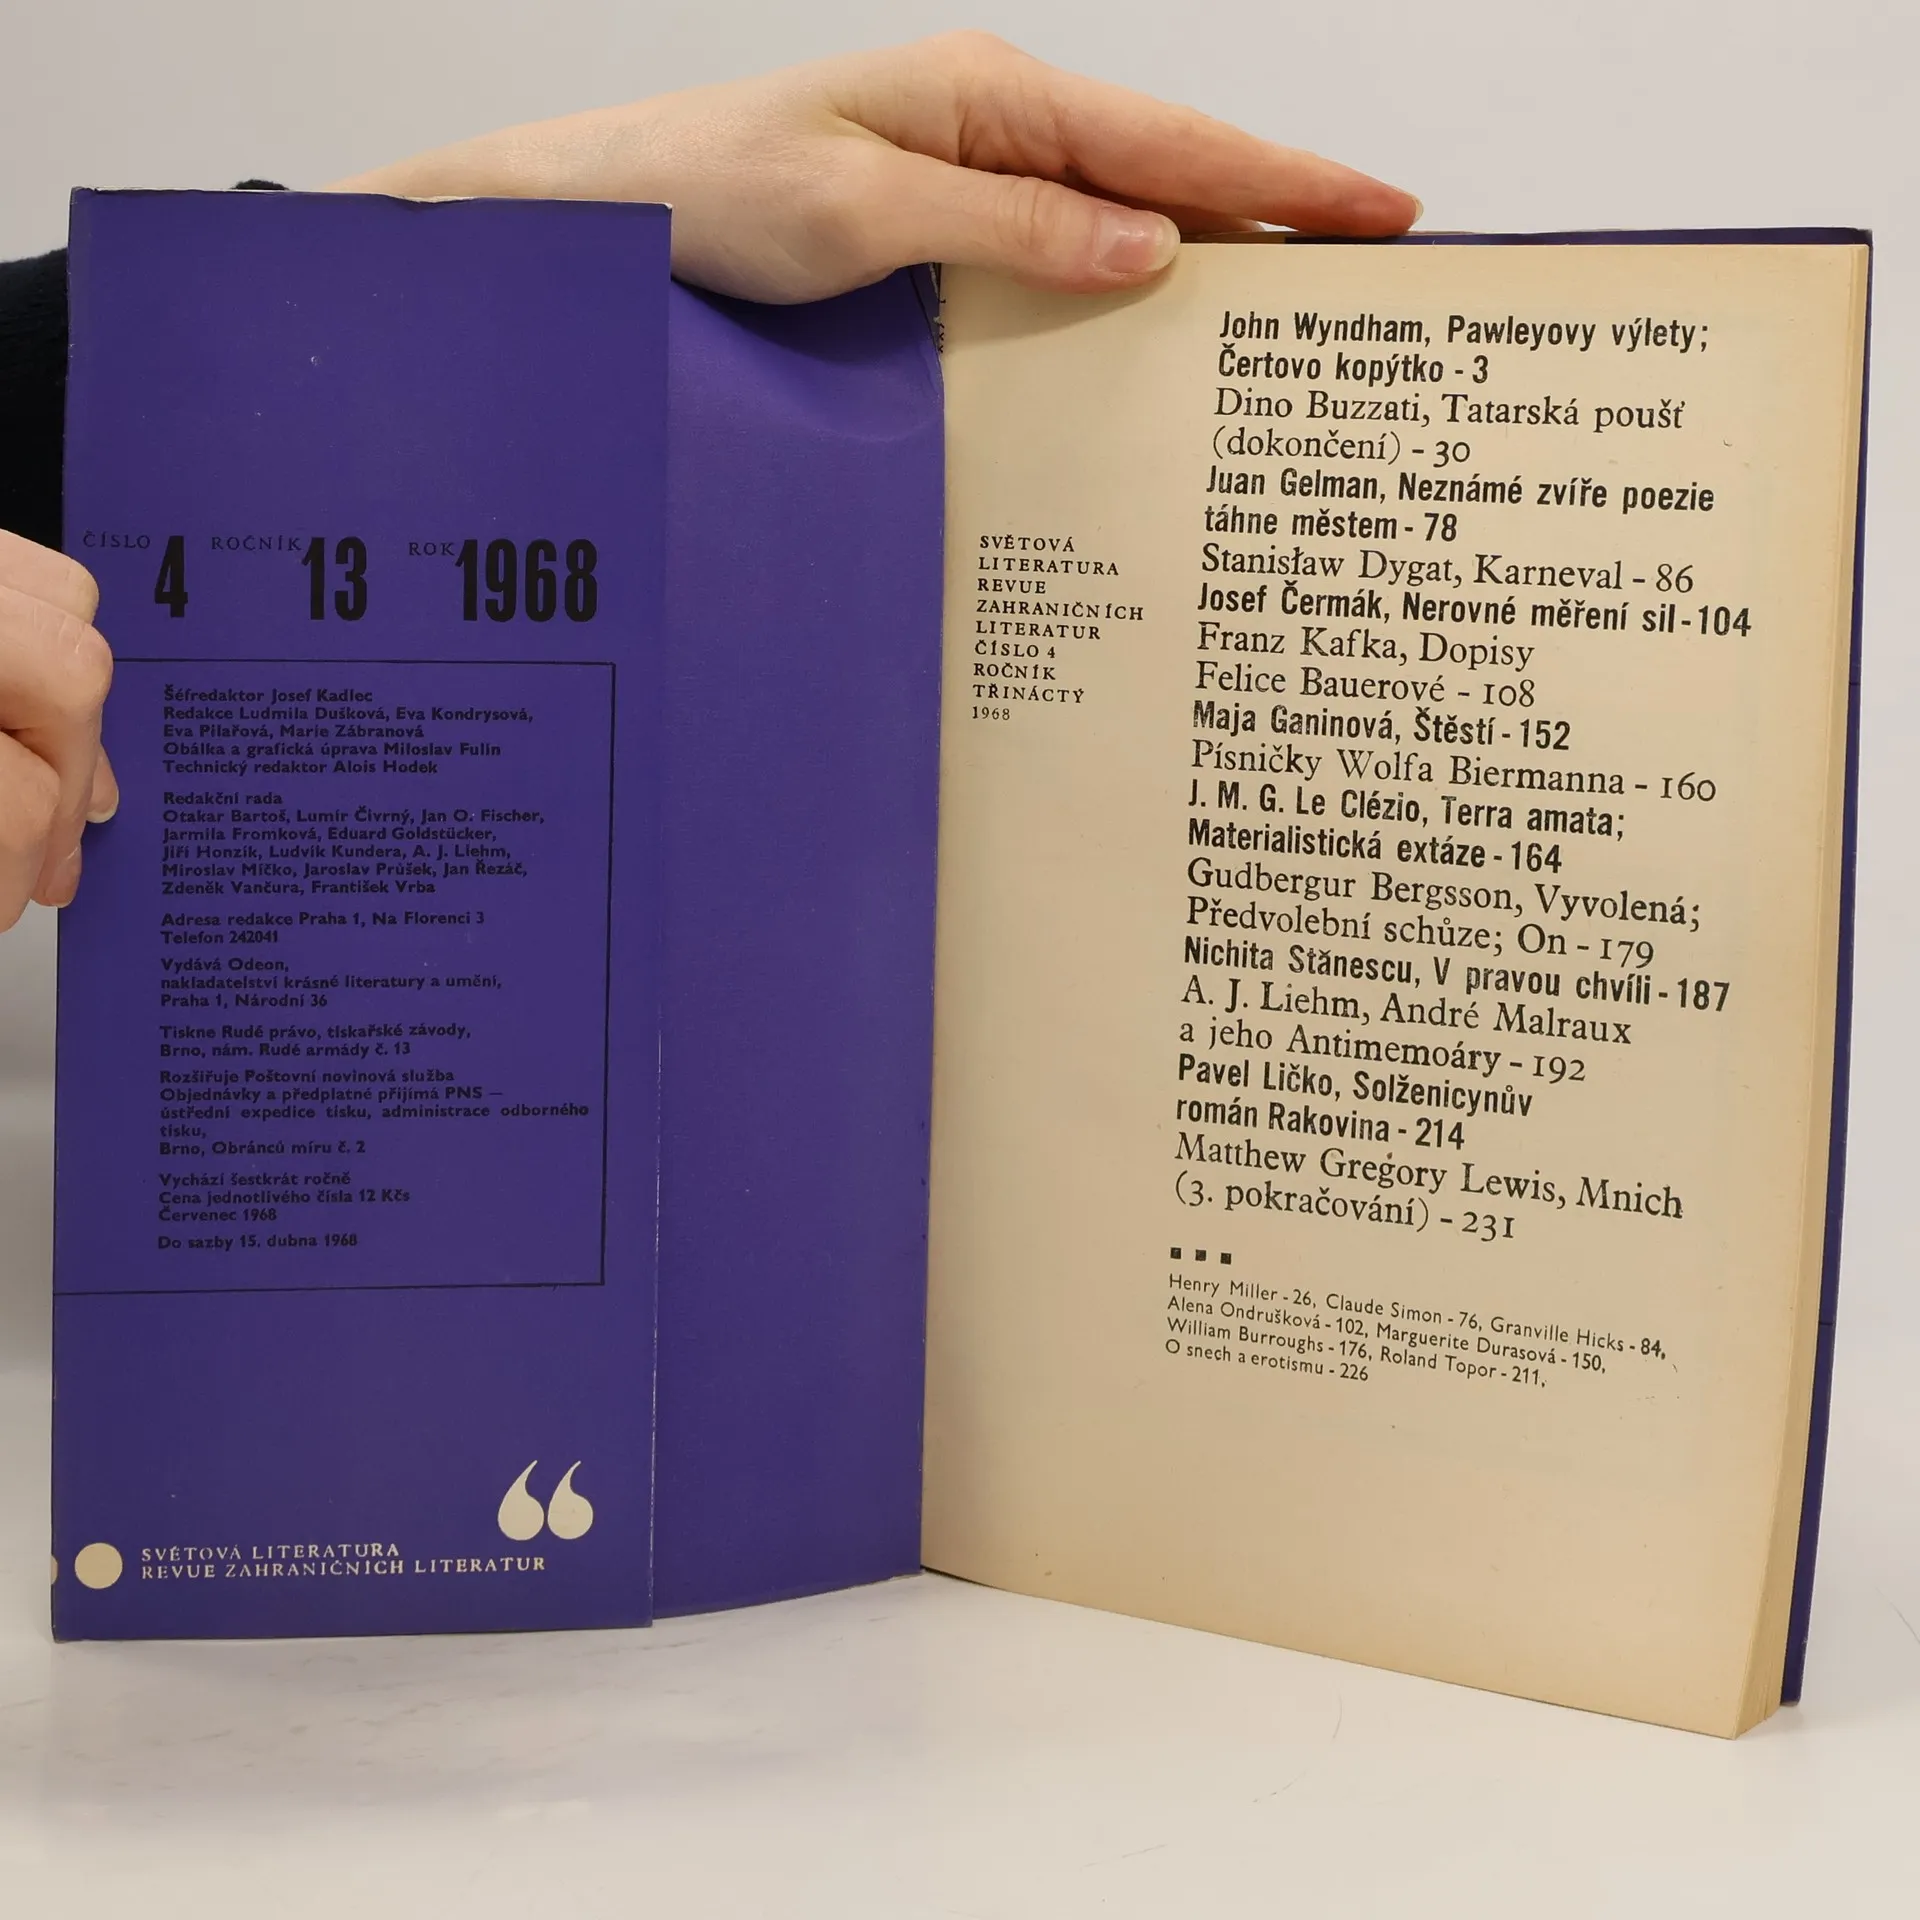 ČÍSLO 4 ROČNÍK 13 ROK 1968
Šéfredaktor Josef Kadlec
Redakce Ludmila Dušková, Eva Kondrysová,
Eva Pilařová, Marie Zábranová
Obálka a grafická úprava Miloslav Fulín
Technický redaktor Alois Hodek
Redakční rada
Otakar Bartoš, Lumír Čivrný, Jan O. Fischer,
Jarmila Fromková, Eduard Goldstücker,
Jiří Honzík, Ludvík Kundera, A. J. Liehm,
Miroslav Míčko, Jaroslav Průšek, Jan Řezáč,
Zdeněk Vančura, František Vrba
Adresa redakce Praha 1, Na Florenci 3
Telefon 242041
Vydává Odeon,
nakladatelství krásné literatury a umění,
Praha 1, Národní 36
Tiskne Rudé právo, tiskařské závody,
Brno, nám. Rudé armády č. 13
Rozšiřuje Poštovní novinová služba
Objednávky a předplatné přijímá PNS —
ústřední expedice tisku, administrace odborného
tisku,
Brno, Obránců míru č. 2
Vychází šestkrát ročně
Cena jednotlivého čísla 12 Kčs
Červenec 1968
Do sazby 15. dubna 1968
“
SVĚTOVÁ LITERATURA
REVUE ZAHRANIČNÍCH LITERATUR
SVĚTOVÁ
LITERATURA
REVUE
ZAHRANIČNÍCH
LITERATUR
ČÍSLO 4
ROČNÍK
TŘINÁCTÝ
1968
John Wyndham, Pawleyovy výlety;
Čertovo kopýtko - 3
Dino Buzzati, Tatarská poušť
(dokončení) - 30
Juan Gelman, Neznámé zvíře poezie
táhne městem - 78
Stanisław Dygat, Karneval - 86
Josef Čermák, Nerovné měření sil - 104
Franz Kafka, Dopisy
Felice Bauerové - 108
Maja Ganinová, Štěstí - 152
Písničky Wolfa Biermanna - 160
J. M. G. Le Clézio, Terra amata;
Materialistická extáze - 164
Gudbergur Bergsson, Vyvolená;
Předvolební schůze; On - 179
Nichita Stănescu, V pravou chvíli - 187
A. J. Liehm, André Malraux
a jeho Antimemoáry - 192
Pavel Ličko, Solženicynův
román Rakovina - 214
Matthew Gregory Lewis, Mnich
(3. pokračování) - 231
Henry Miller - 26, Claude Simon - 76, Granville Hicks - 84,
Alena Ondrušková - 102, Marguerite Durasová - 150,
William Burroughs - 176, Roland Topor - 211,
O snech a erotismu - 226